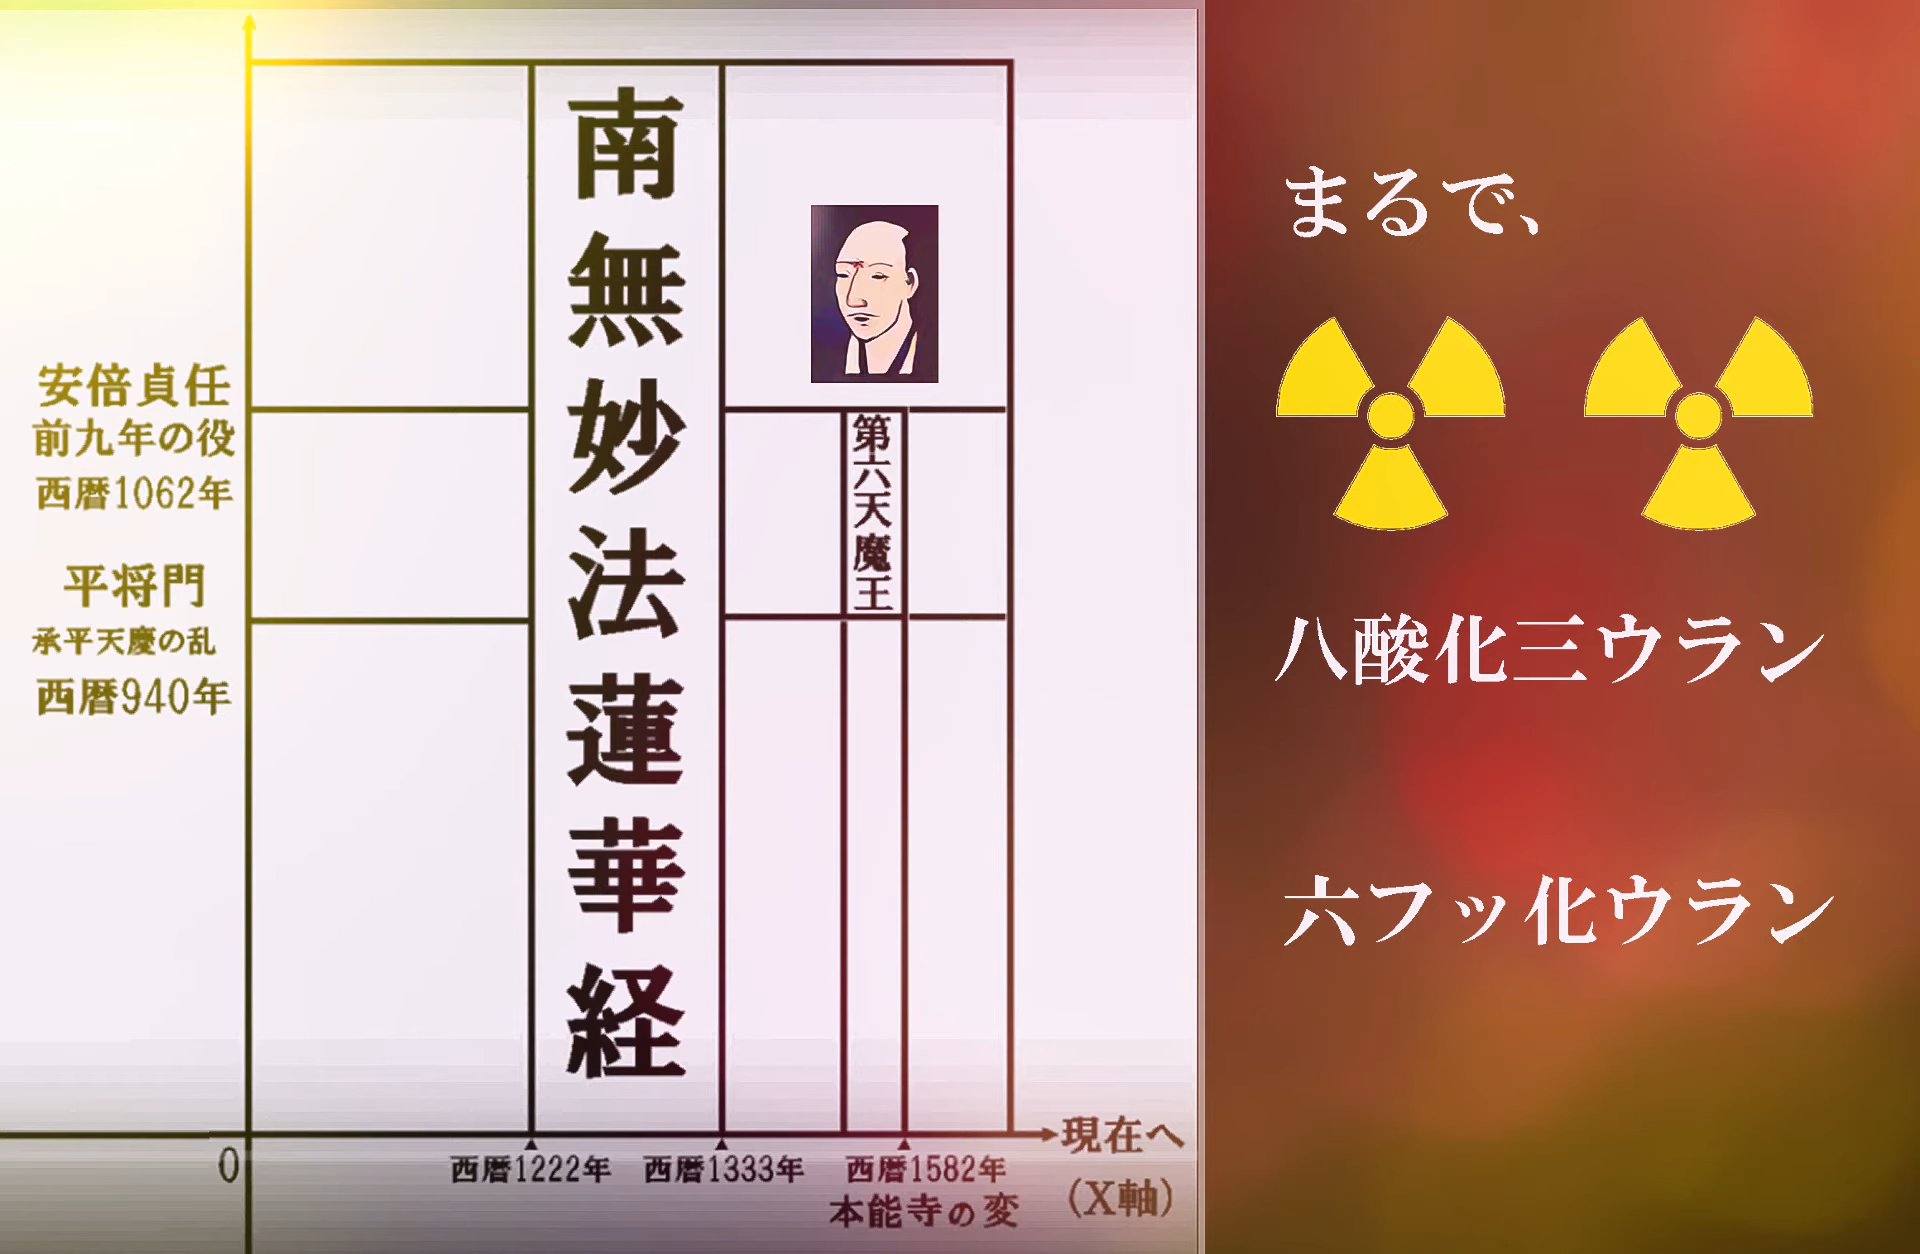 南無妙法蓮華経
第六天魔王
安倍貞任
前九年の役
西暦1062年
平将門
承平天慶の乱
西暦940年
0
西暦1222年
西暦1333年
西暦1582年
本能寺の変
現在へ
(X軸)
まるで、
八酸化三ウラン
六フッ化ウラン